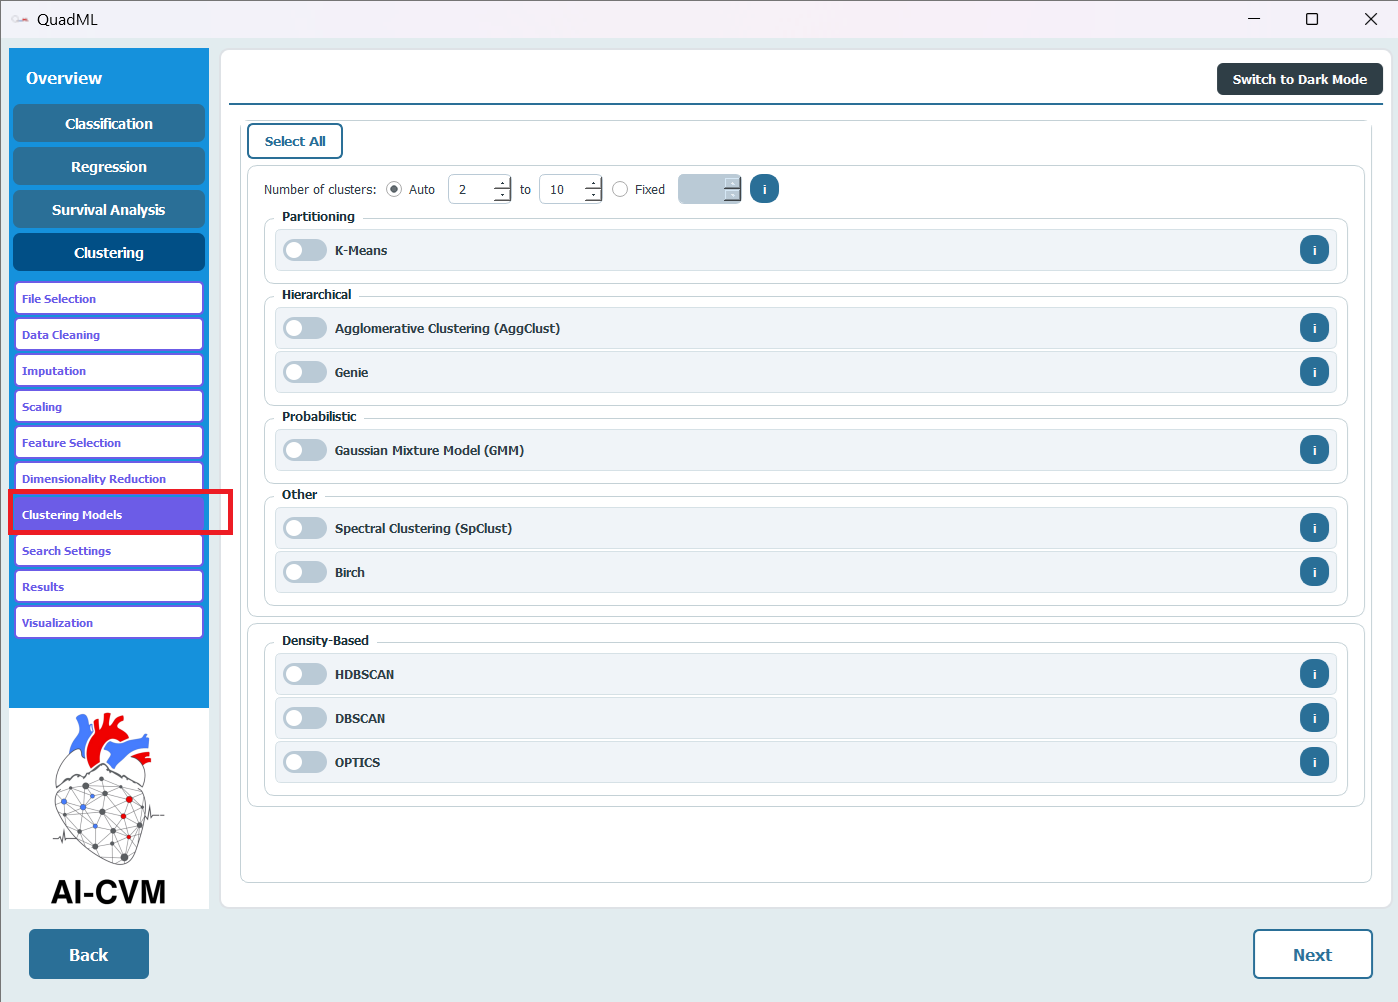 QuadML
Overview
Classification
Regression
Survival Analysis
Clustering
File Selection
Data Cleaning
Imputation
Scaling
Feature Selection
Dimensionality Reduction
Clustering Models
Search Settings
Results
Visualization
AI-CVM
Back
Switch to Dark Mode
Select All
Number of clusters: Auto 2 to 10 Fixed i
Partitioning
K-Means i
Hierarchical
Agglomerative Clustering (AggClust) i
Genie i
Probabilistic
Gaussian Mixture Model (GMM) i
Other
Spectral Clustering (SpClust) i
Birch i
Density-Based
HDBSCAN i
DBSCAN i
OPTICS i
Next